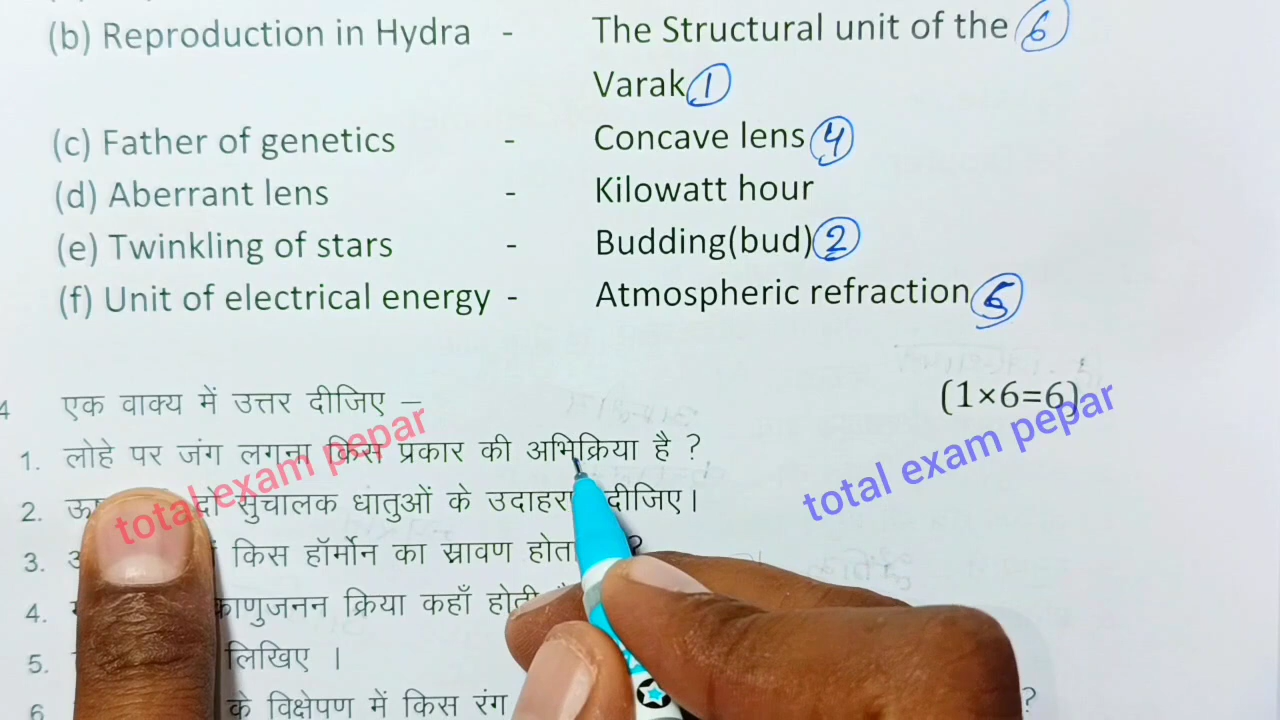 (b) Reproduction in Hydra - The Structural unit of the 6
Varak 1
(c) Father of genetics - Concave lens 4
(d) Aberrant lens - Kilowatt hour
(e) Twinkling of stars - Budding(bud) 2
(f) Unit of electrical energy - Atmospheric refraction 5
4 एक वाक्य में उत्तर दीजिए – (1×6=6)
1. लोहे पर जंग लगना किस प्रकार की अभिक्रिया है ?
2. दो सुचालक धातुओं के उदाहरण दीजिए।
3. किस हॉर्मोन का स्रावण होता ?
4. क्रिया कहाँ होती
5. लिखिए ।
6 के विक्षेपण में किस रंग ?
total exam pepar
total exam pepar